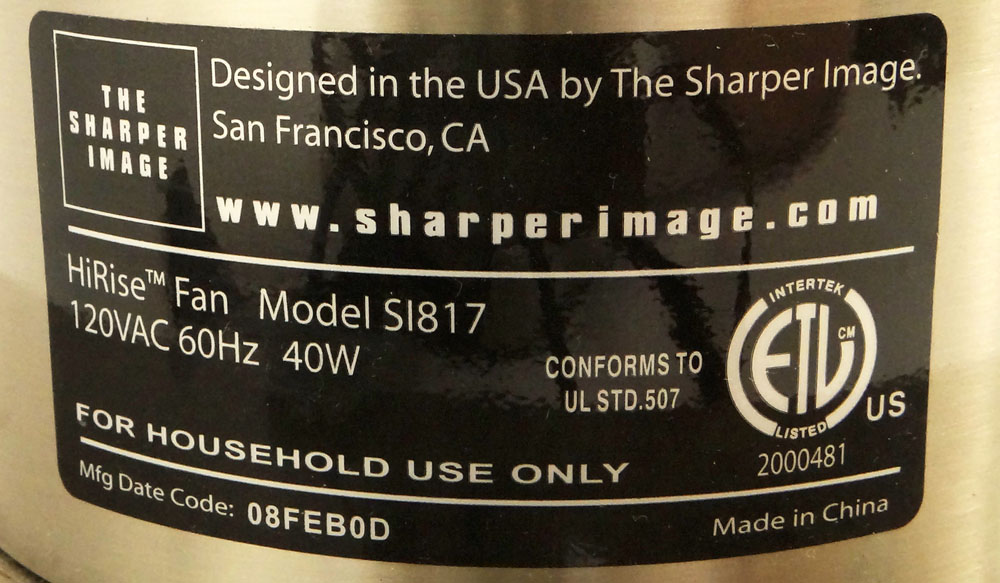 THE
SHARPER
IMAGE
Designed in the USA by The Sharper Image.
San Francisco, CA
www.sharperimage.com
HiRise™ Fan Model SI817
120VAC 60Hz 40W
CONFORMS TO
UL STD.507
INTERTEK
ETL CM
LISTED
US
2000481
FOR HOUSEHOLD USE ONLY
Mfg Date Code: 08FEB0D
Made in China